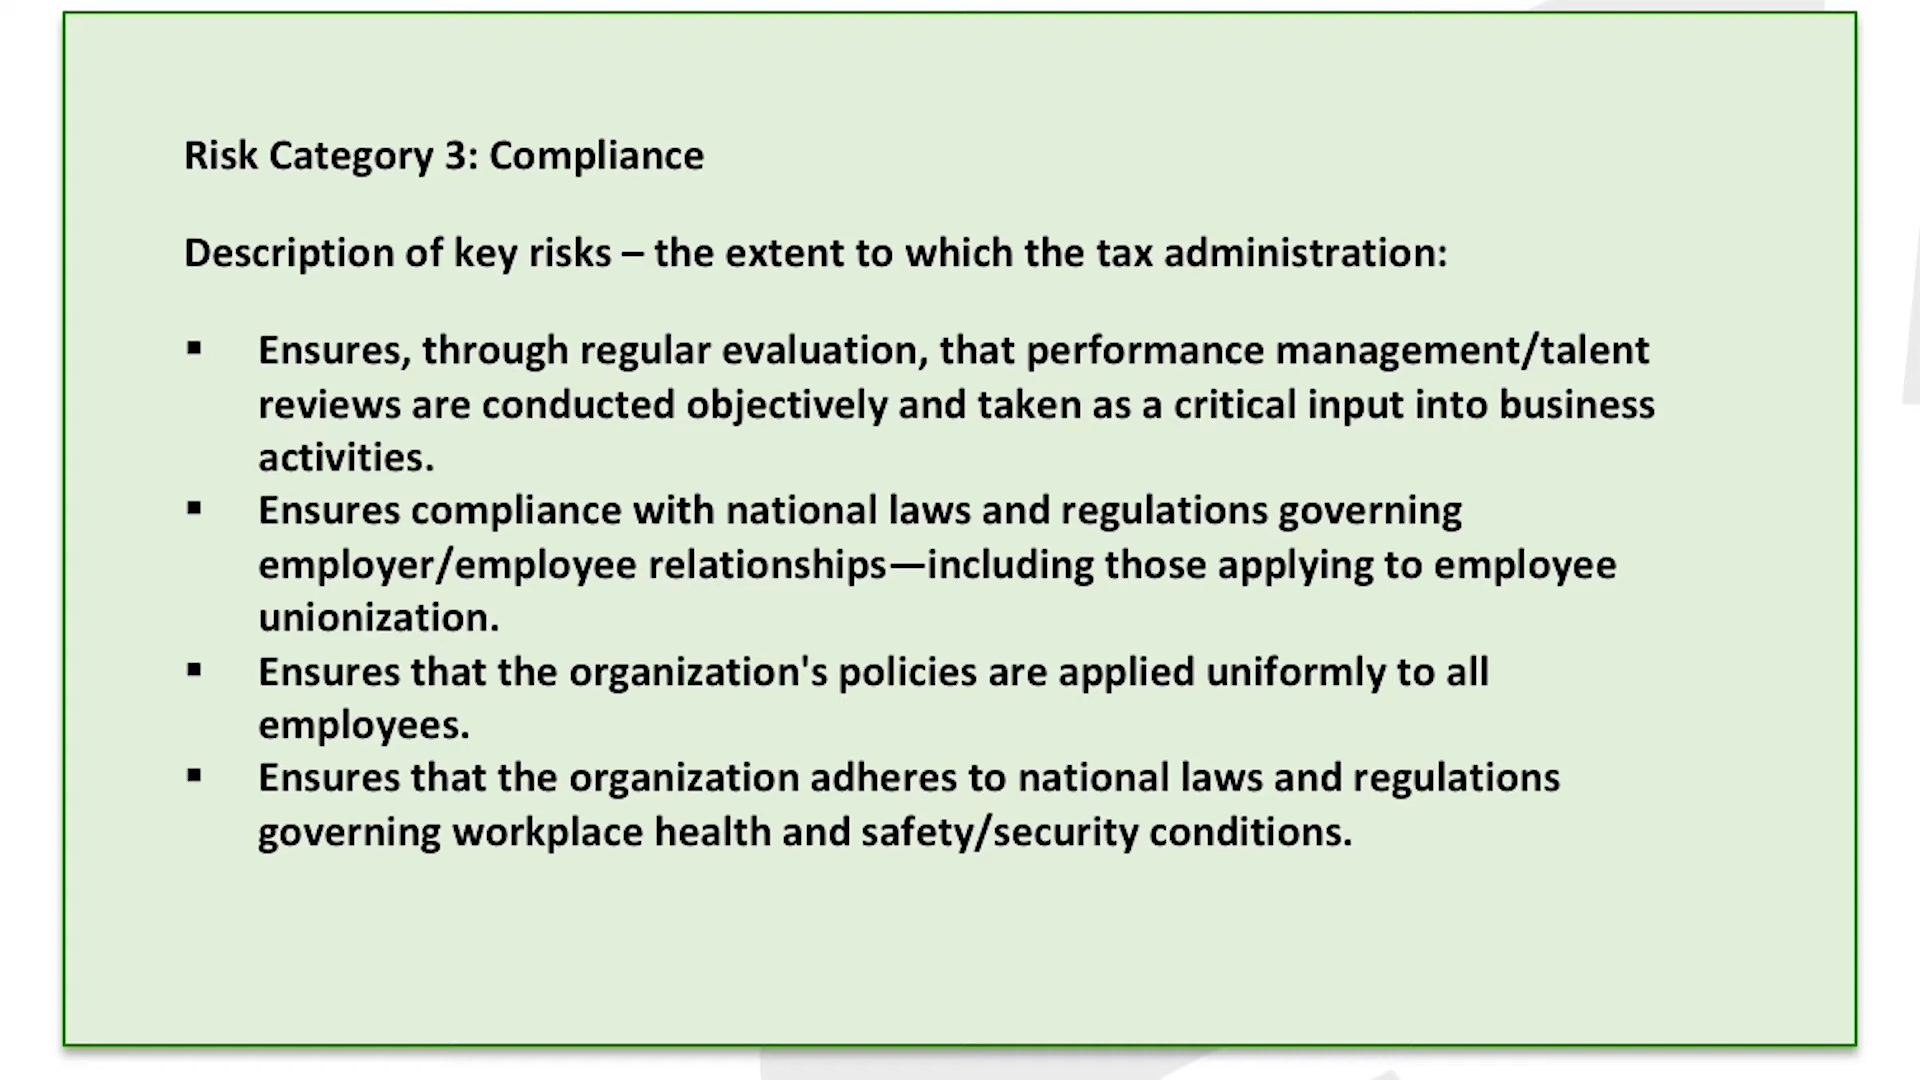 Risk Category 3: Compliance
Description of key risks – the extent to which the tax administration:
▪ Ensures, through regular evaluation, that performance management/talent
reviews are conducted objectively and taken as a critical input into business
activities.
▪ Ensures compliance with national laws and regulations governing
employer/employee relationships—including those applying to employee
unionization.
▪ Ensures that the organization's policies are applied uniformly to all
employees.
▪ Ensures that the organization adheres to national laws and regulations
governing workplace health and safety/security conditions.